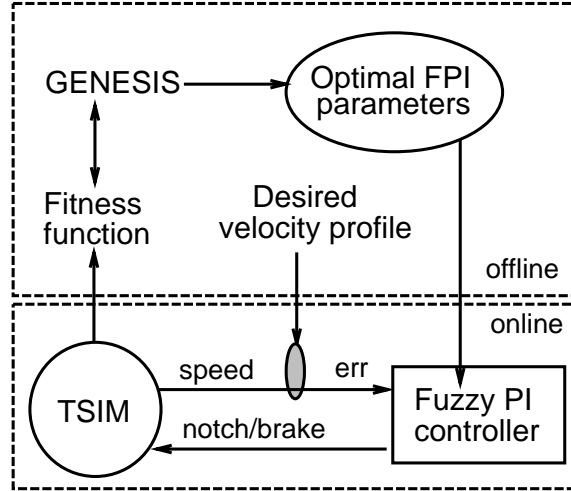 GENESIS
Optimal FPI
parameters
Fitness
function
Desired
velocity profile
offline
online
speed
err
TSIM
notch/brake
Fuzzy PI
controller